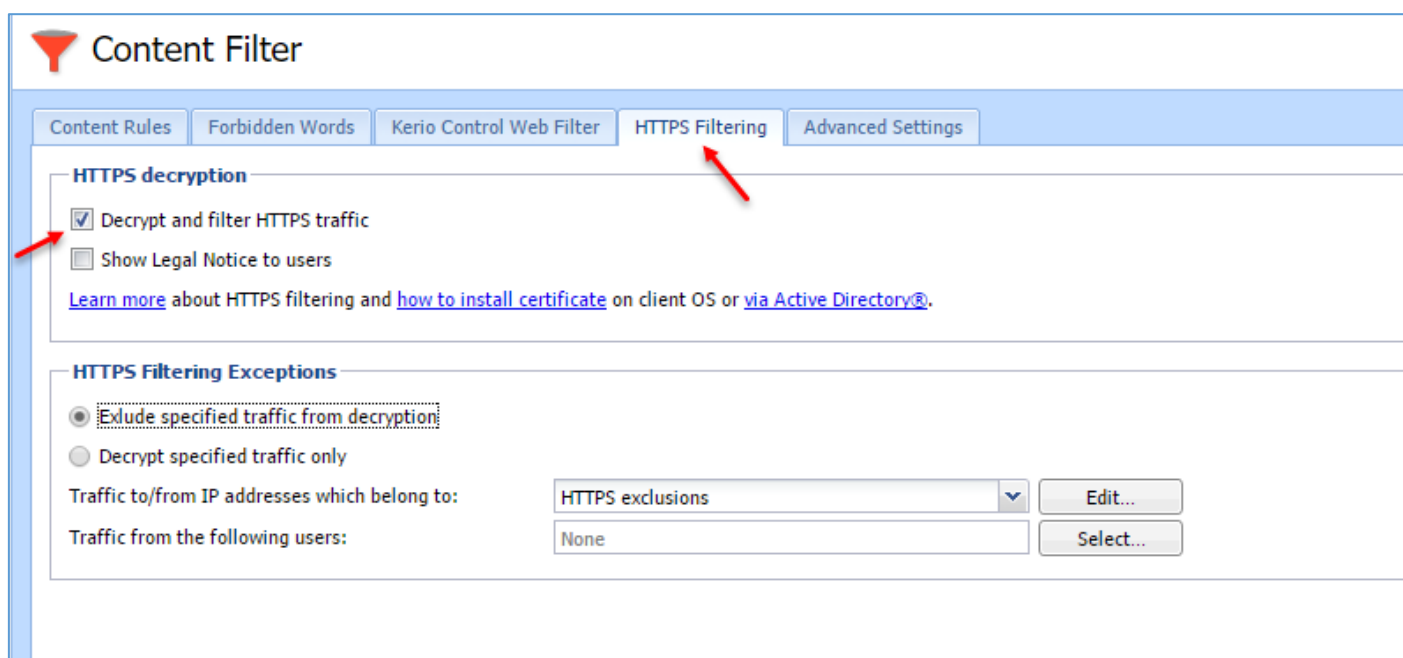 Content Filter
Content Rules Forbidden Words Kerio Control Web Filter HTTPS Filtering Advanced Settings
HTTPS decryption
Decrypt and filter HTTPS traffic
Show Legal Notice to users
Learn more about HTTPS filtering and how to install certificate on client OS or via Active Directory®.
HTTPS Filtering Exceptions
Exlude specified traffic from decryption
Decrypt specified traffic only
Traffic to/from IP addresses which belong to: HTTPS exclusions Edit...
Traffic from the following users: None Select...